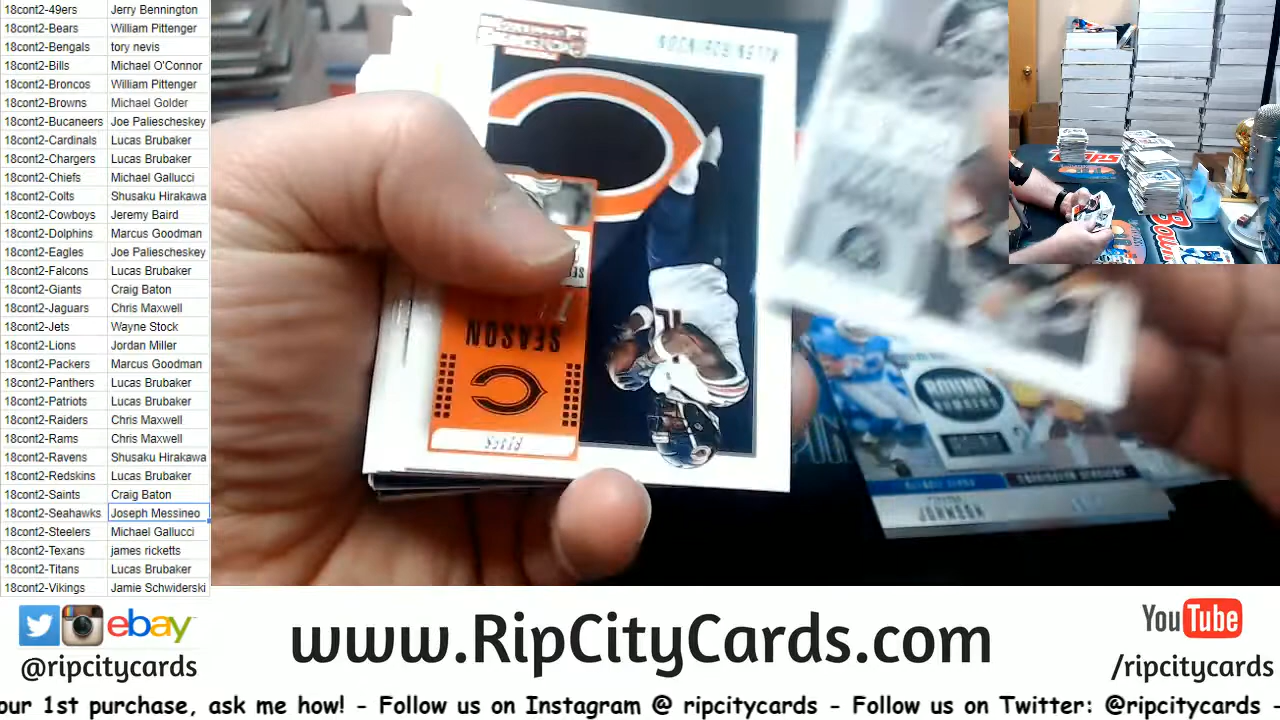 18cont2-49ers Jerry Bennington
18cont2-Bears William Pittenger
18cont2-Bengals tory nevis
18cont2-Bills Michael O'Connor
18cont2-Broncos William Pittenger
18cont2-Browns Michael Golder
18cont2-Bucaneers Joe Paliescheskey
18cont2-Cardinals Lucas Brubaker
18cont2-Chargers Lucas Brubaker
18cont2-Chiefs Michael Gallucci
18cont2-Colts Shusaku Hirakawa
18cont2-Cowboys Jeremy Baird
18cont2-Dolphins Marcus Goodman
18cont2-Eagles Joe Paliescheskey
18cont2-Falcons Lucas Brubaker
18cont2-Giants Craig Baton
18cont2-Jaguars Chris Maxwell
18cont2-Jets Wayne Stock
18cont2-Lions Jordan Miller
18cont2-Packers Marcus Goodman
18cont2-Panthers Lucas Brubaker
18cont2-Patriots Lucas Brubaker
18cont2-Raiders Chris Maxwell
18cont2-Rams Chris Maxwell
18cont2-Ravens Shusaku Hirakawa
18cont2-Redskins Lucas Brubaker
18cont2-Saints Craig Baton
18cont2-Seahawks Joseph Messineo
18cont2-Steelers Michael Gallucci
18cont2-Texans james ricketts
18cont2-Titans Lucas Brubaker
18cont2-Vikings Jamie Schwiderski
ALLEN ROBINSON
SEASON
BEARS
ROUND
NUMBERS
JOHNSON
Topps
ebay
@ripcitycards
www.RipCityCards.com
YouTube
/ripcitycards
our 1st purchase, ask me how! - Follow us on Instagram @ ripcitycards - Follow us on Twitter: @ripcitycards -